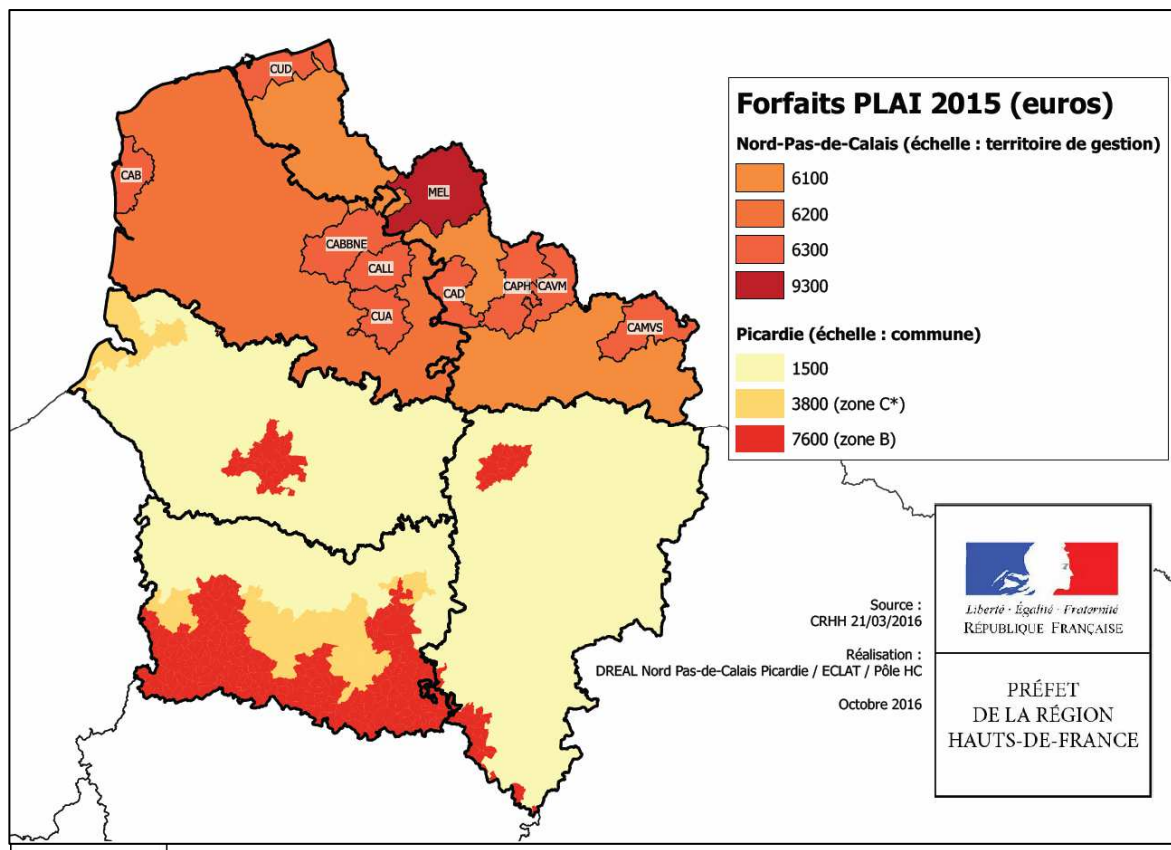 CUD
CAB
MEL
CABBNE
CALL
CAD
CAPH
CAVM
CUA
CAMVS
Forfaits PLAI 2015 (euros)
Nord-Pas-de-Calais (échelle : territoire de gestion)
6100
6200
6300
9300
Picardie (échelle : commune)
1500
3800 (zone C*)
7600 (zone B)
Source :
CRHH 21/03/2016
Réalisation :
DREAL Nord Pas-de-Calais Picardie / ECLAT / Pôle HC
Octobre 2016
Liberté · Égalité · Fraternité
RÉPUBLIQUE FRANÇAISE
PRÉFET
DE LA RÉGION
HAUTS-DE-FRANCE